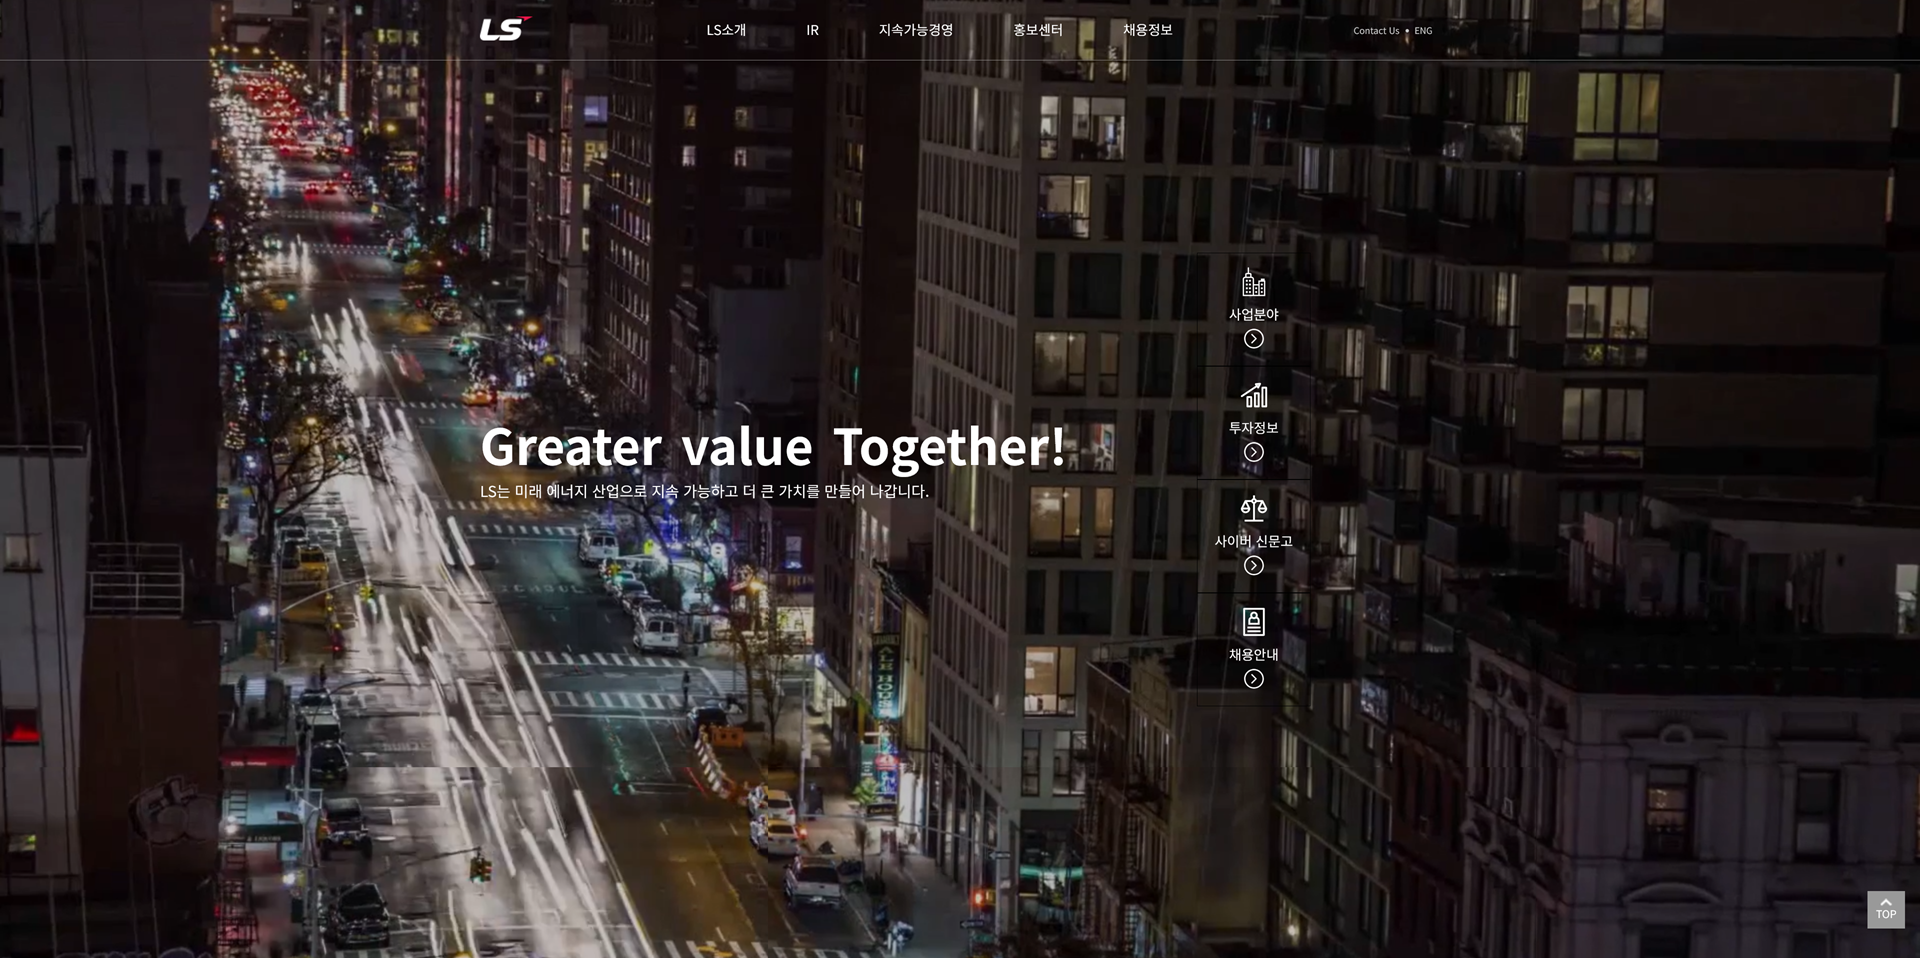 LS
LS소개
IR
지속가능경영
홍보센터
채용정보
Contact Us • ENG
사업분야
투자정보
Greater value Together!
LS는 미래 에너지 산업으로 지속 가능하고 더 큰 가치를 만들어 나갑니다.
사이버 신문고
채용안내
ALE HOUSE
TOP